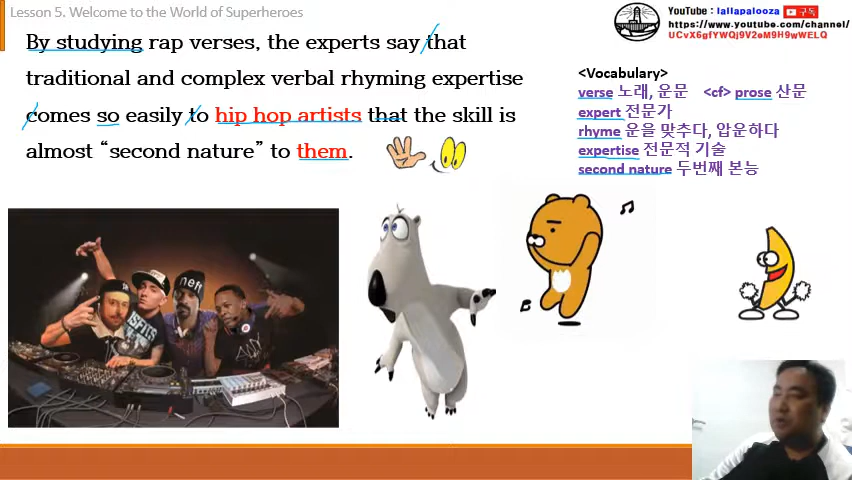 Lesson 5. Welcome to the World of Superheroes
By studying rap verses, the experts say that
traditional and complex verbal rhyming expertise
comes so easily to hip hop artists that the skill is
almost “second nature” to them.
YouTube : lallapalooza 구독
https://www.youtube.com/channel/
UCvX6gfYWQj9V2eM9H9wWELQ
<Vocabulary>
verse 노래, 운문 <cf> prose 산문
expert 전문가
rhyme 운을 맞추다, 압운하다
expertise 전문적 기술
second nature 두번째 본능
neff